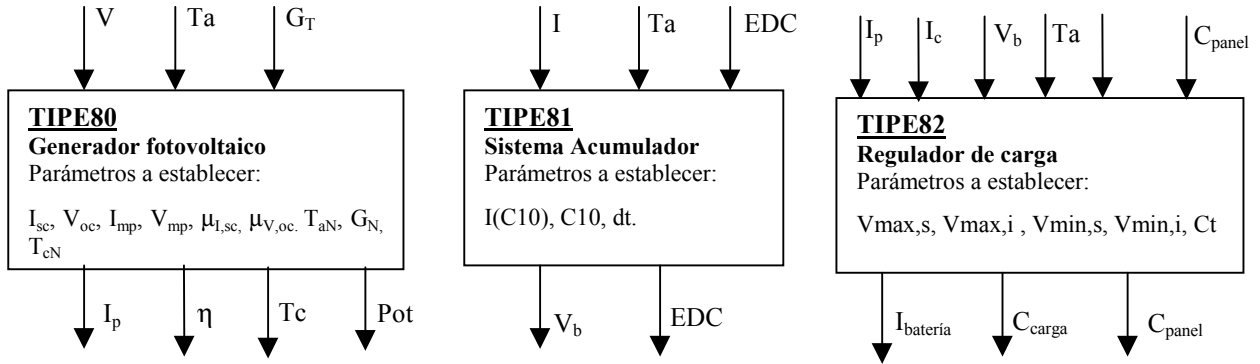 V Ta G_T
TIPE80
Generador fotovoltaico
Parámetros a establecer:
I_sc, V_oc, I_mp, V_mp, μ_I,sc, μ_V,oc. T_aN, G_N,
T_cN
I_p η Tc Pot
I Ta EDC
TIPE81
Sistema Acumulador
Parámetros a establecer:
I(C10), C10, dt.
V_b EDC
I_p I_c V_b Ta C_panel
TIPE82
Regulador de carga
Parámetros a establecer:
Vmax,s, Vmax,i , Vmin,s, Vmin,i, Ct
I_batería C_carga C_panel